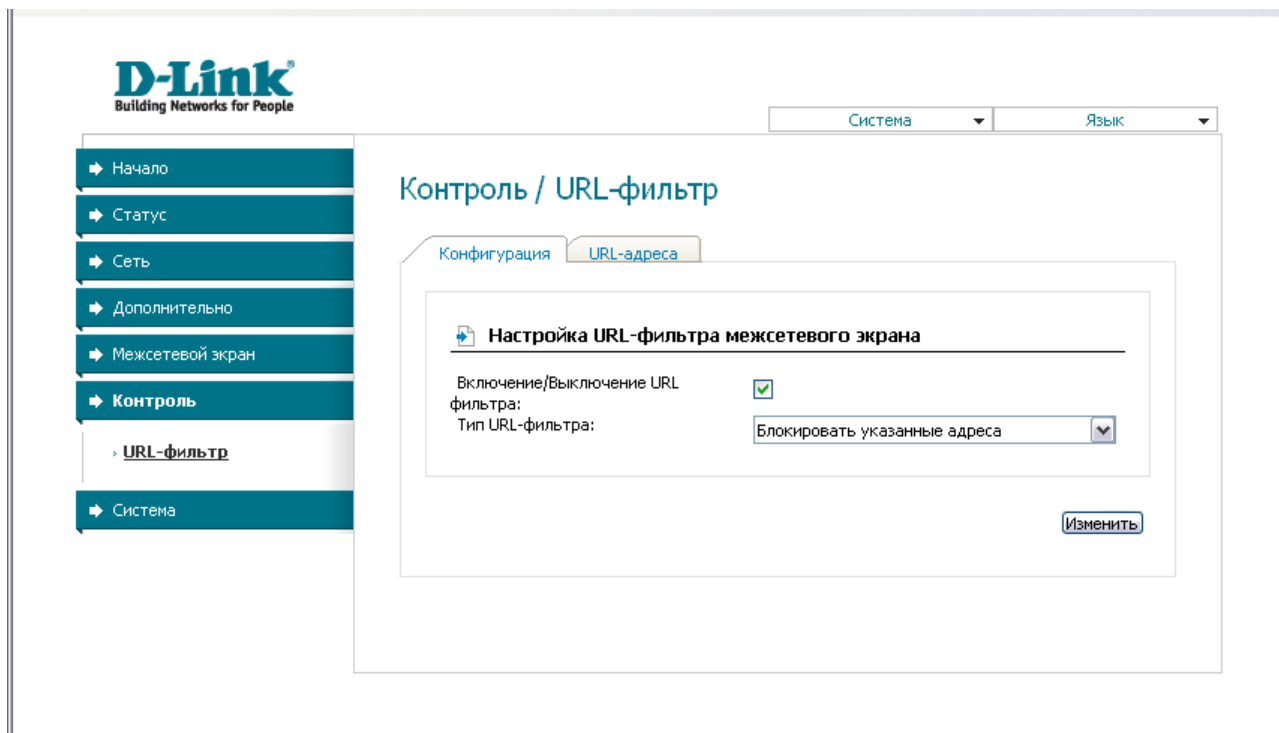 D-Link
Building Networks for People
Система
Язык
Начало
Статус
Сеть
Дополнительно
Межсетевой экран
Контроль
URL-фильтр
Система
Контроль / URL-фильтр
Конфигурация
URL-адреса
Настройка URL-фильтра межсетевого экрана
Включение/Выключение URL
фильтра:
Тип URL-фильтра:
Блокировать указанные адреса
Изменить